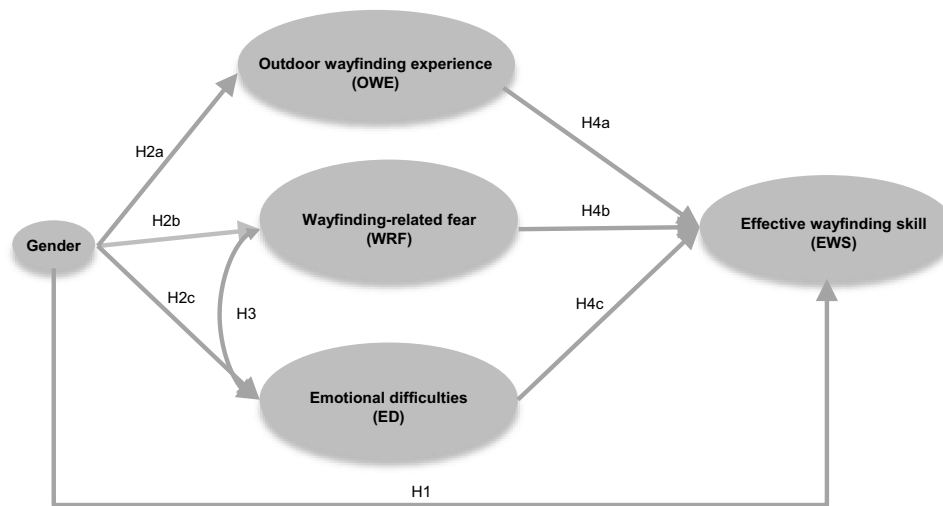 Outdoor wayfinding experience
(OWE)
H4a
H2a
H2b
Wayfinding-related fear
(WRF)
H4b
Effective wayfinding skill
(EWS)
Gender
H2c
H3
H4c
Emotional difficulties
(ED)
H1